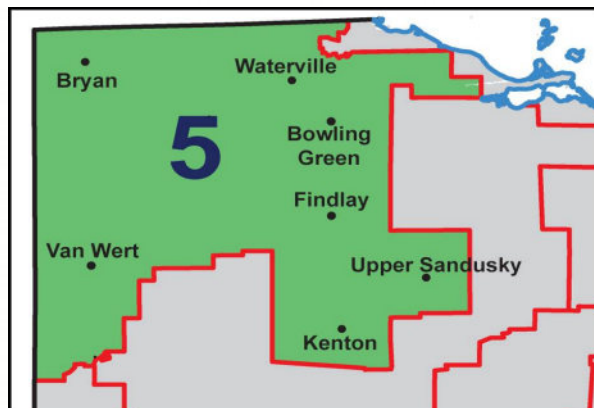 Bryan
Waterville
5
Bowling
Green
Findlay
Van Wert
Upper Sandusky
Kenton